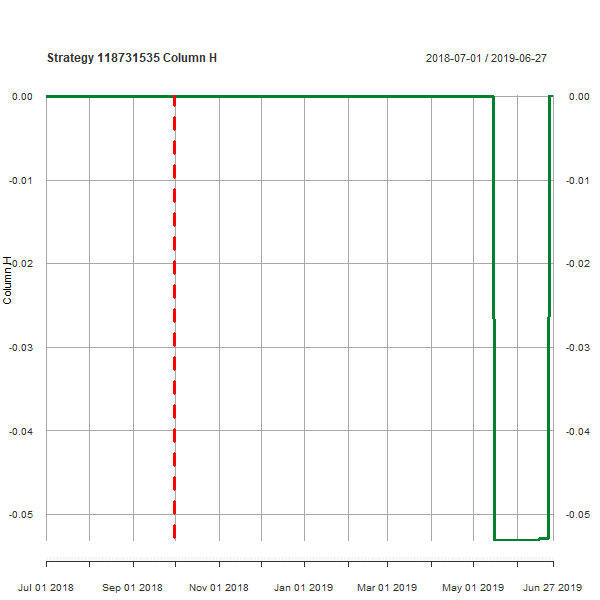 Strategy 118731535 Column H 2018-07-01 / 2019-06-27
0.00 0.00
-0.01 -0.01
-0.02 -0.02
Column H
-0.03 -0.03
-0.04 -0.04
-0.05 -0.05
Jul 01 2018 Sep 01 2018 Nov 01 2018 Jan 01 2019 Mar 01 2019 May 01 2019 Jun 27 2019